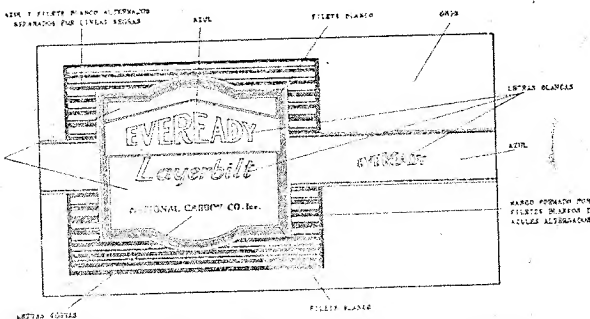 AZUL Y FILETE BLANCO ALTERNADOS
SEPARADOS POR LINEAS NEGRAS
AZUL
FILETE BLANCO
GRIS
LETRAS BLANCAS
EVEREADY
Layerbilt
EVEREADY
AZUL
NATIONAL CARBON CO. Inc.
MARCO FORMADO POR
FILETES BLANCOS Y
AZULES ALTERNADOS
LETRAS
FILETE BLANCO